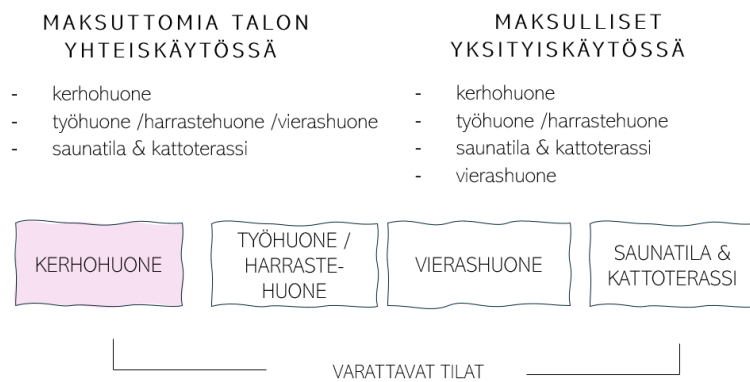 MAKSUTTOMIA TALON
YHTEISKÄYTÖSSÄ
- kerhohuone
- työhuone /harrastehuone /vierashuone
- saunatila & kattoterassi
MAKSULLISET
YKSITYISKÄYTÖSSÄ
- kerhohuone
- työhuone /harrastehuone
- saunatila & kattoterassi
- vierashuone
KERHOHUONE
TYÖHUONE /
HARRASTE-
HUONE
VIERASHUONE
SAUNATILA &
KATTOTERASSI
VARATTAVAT TILAT